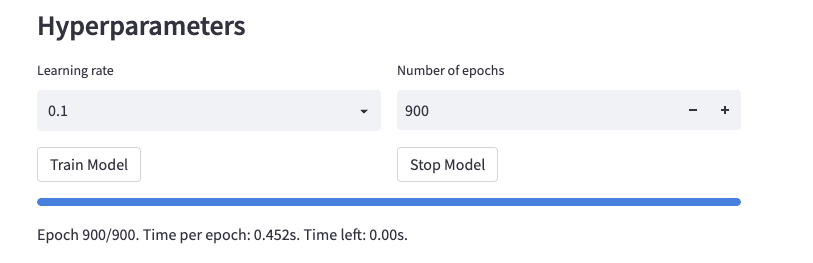 Hyperparameters
Learning rate
Number of epochs
0.1
900
Train Model
Stop Model
Epoch 900/900. Time per epoch: 0.452s. Time left: 0.00s.